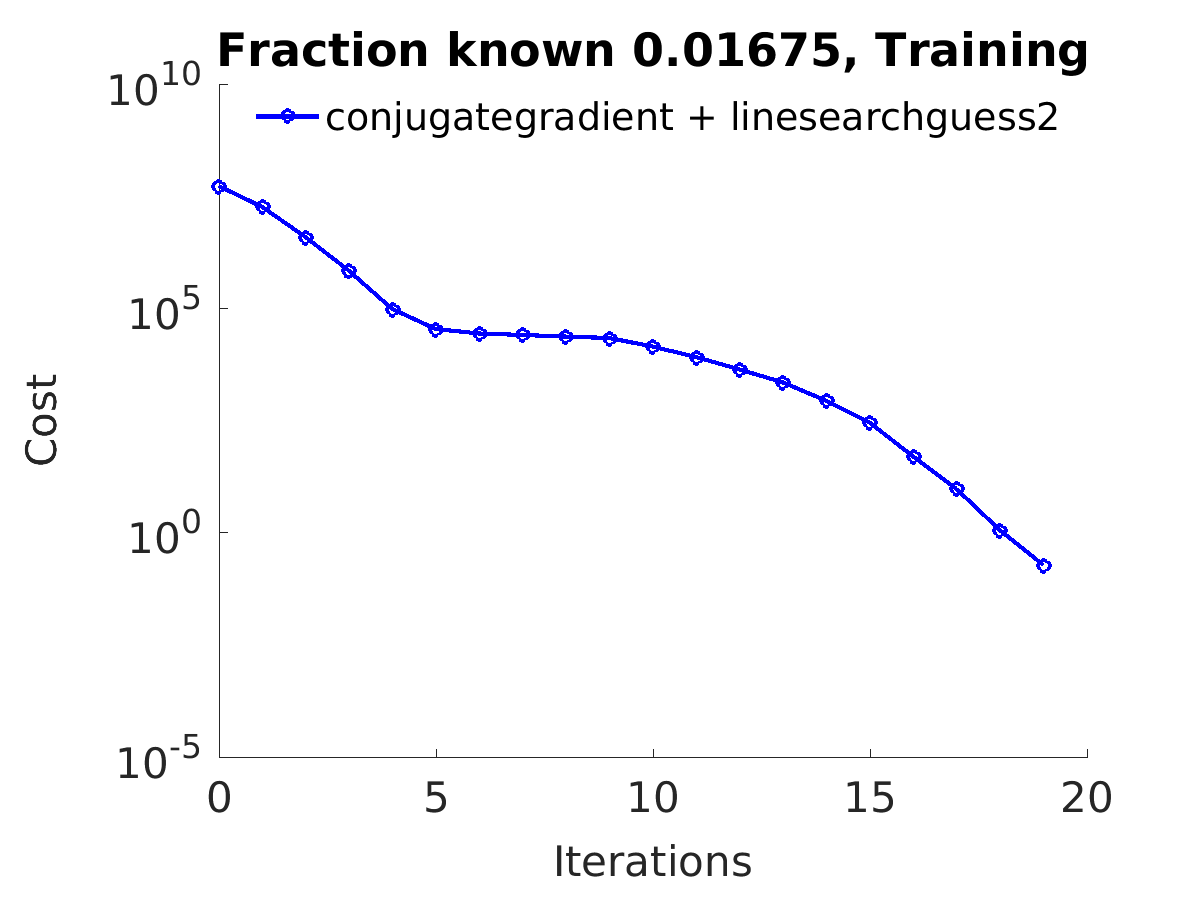 Fraction known 0.01675, Training
conjugategradient + linesearchguess2
10^10
10^5
10^0
10^-5
Cost
0 5 10 15 20
Iterations